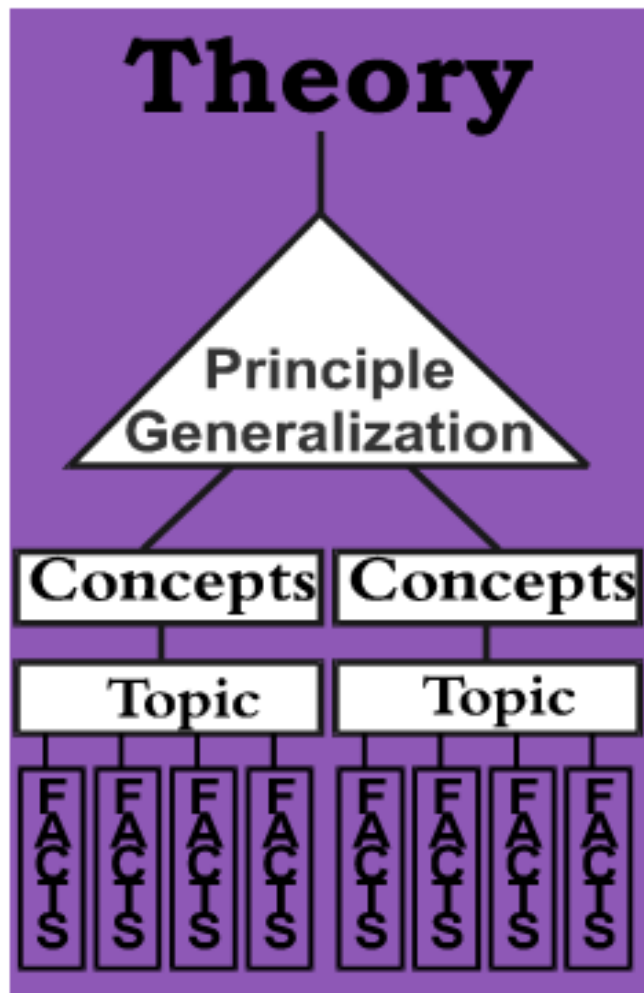 Theory
Principle
Generalization
Concepts
Concepts
Topic
Topic
FACTS
FACTS
FACTS
FACTS
FACTS
FACTS
FACTS
FACTS